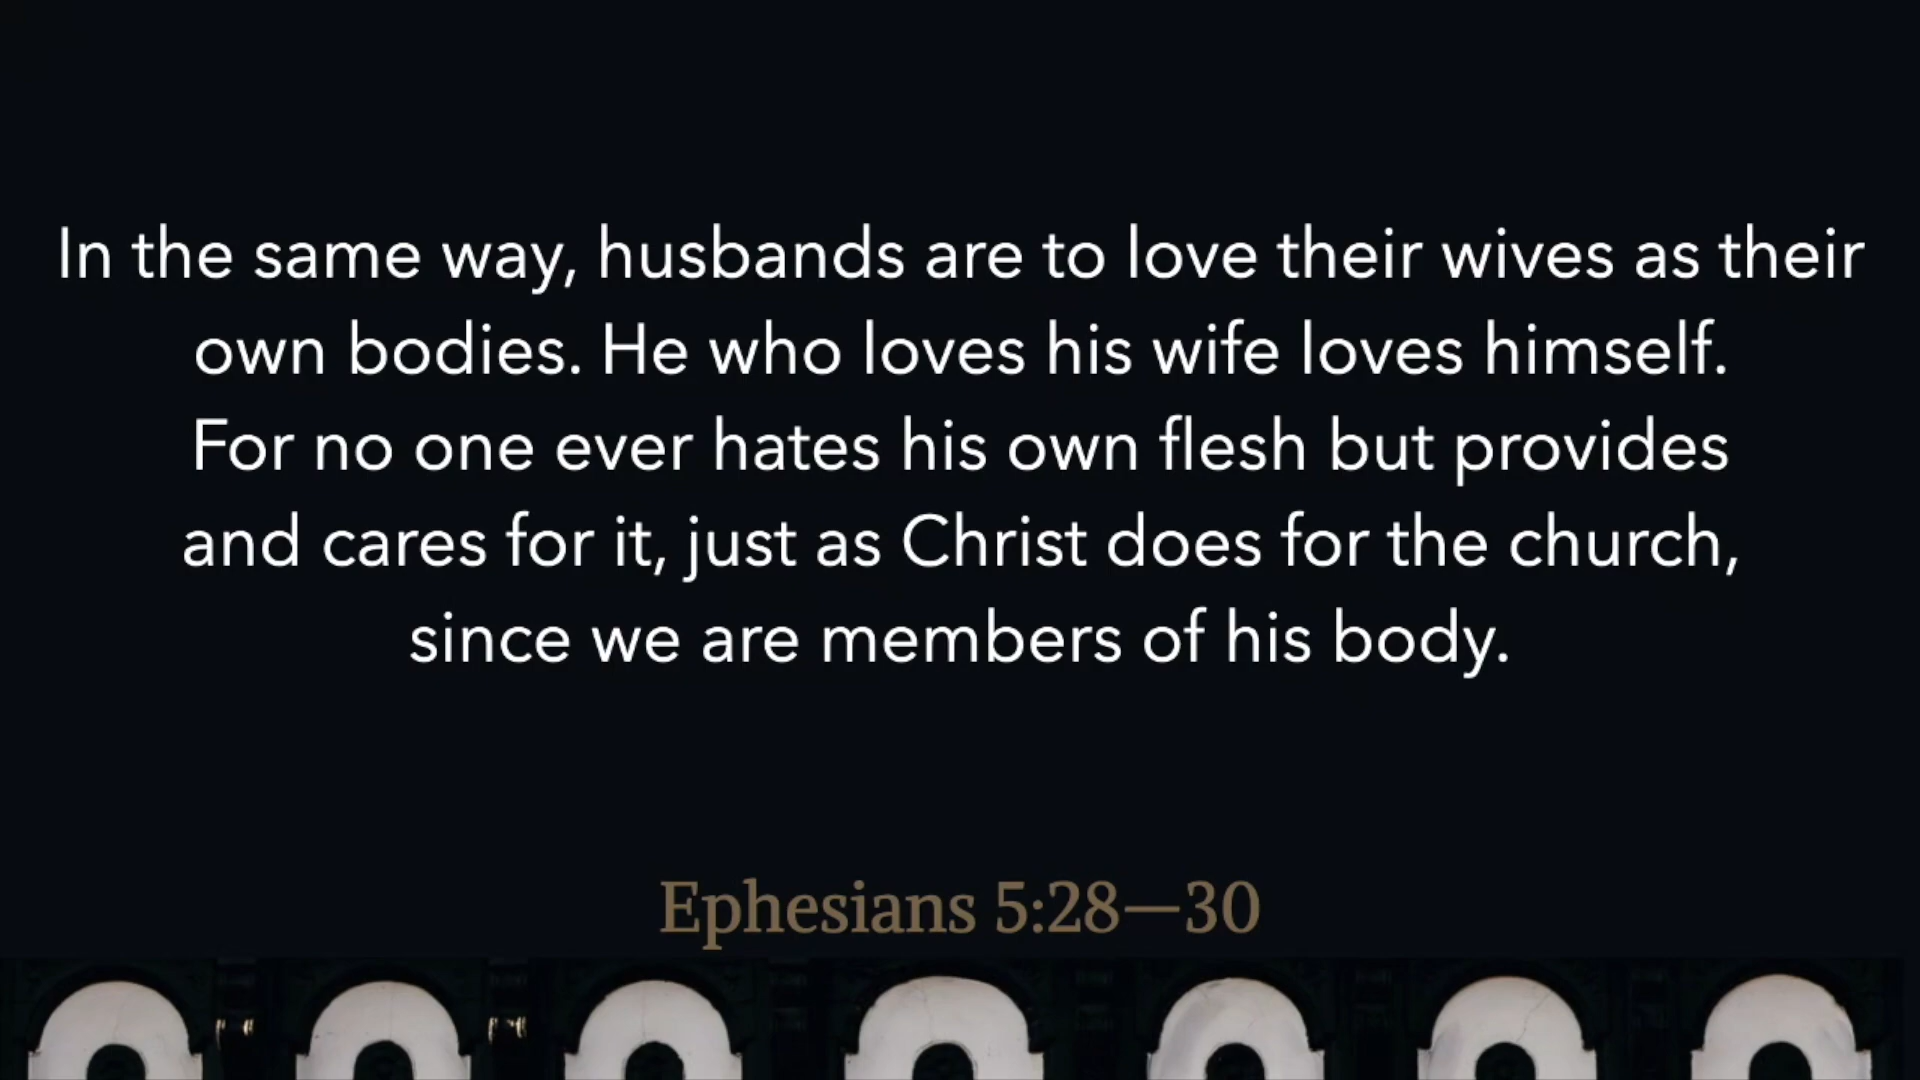 In the same way, husbands are to love their wives as their
own bodies. He who loves his wife loves himself.
For no one ever hates his own flesh but provides
and cares for it, just as Christ does for the church,
since we are members of his body.
Ephesians 5:28—30